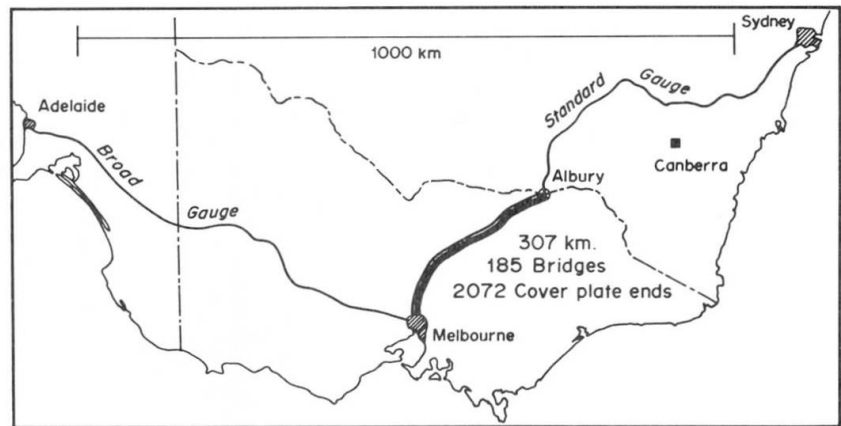 Sydney
1000 km
Standard Gauge
Adelaide
Broad Gauge
Canberra
Albury
307 km.
185 Bridges
2072 Cover plate ends
Melbourne